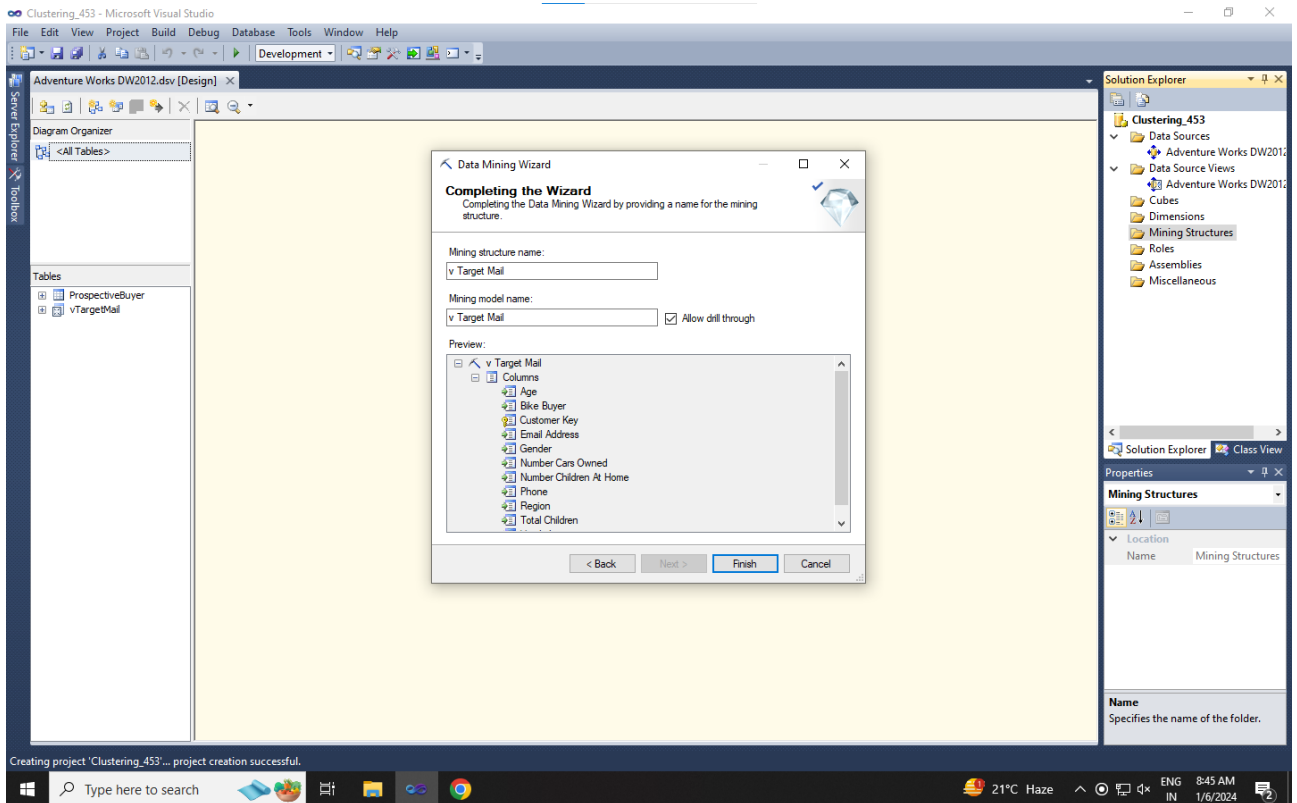 Clustering_453 - Microsoft Visual Studio
File Edit View Project Build Debug Database Tools Window Help
Development
Server Explorer
Toolbox
Adventure Works DW2012.dsv [Design]
Diagram Organizer
<All Tables>
Tables
ProspectiveBuyer
vTargetMail
Data Mining Wizard
Completing the Wizard
Completing the Data Mining Wizard by providing a name for the mining
structure.
Mining structure name:
v Target Mail
Mining model name:
v Target Mail
Allow drill through
Preview:
v Target Mail
Columns
Age
Bike Buyer
Customer Key
Email Address
Gender
Number Cars Owned
Number Children At Home
Phone
Region
Total Children
< Back Next > Finish Cancel
Solution Explorer
Clustering_453
Data Sources
Adventure Works DW2012
Data Source Views
Adventure Works DW2012
Cubes
Dimensions
Mining Structures
Roles
Assemblies
Miscellaneous
Solution Explorer Class View
Properties
Mining Structures
Location
Name Mining Structures
Name
Specifies the name of the folder.
Creating project 'Clustering_453'... project creation successful.
Type here to search
21°C Haze
ENG
IN
8:45 AM
1/6/2024
2